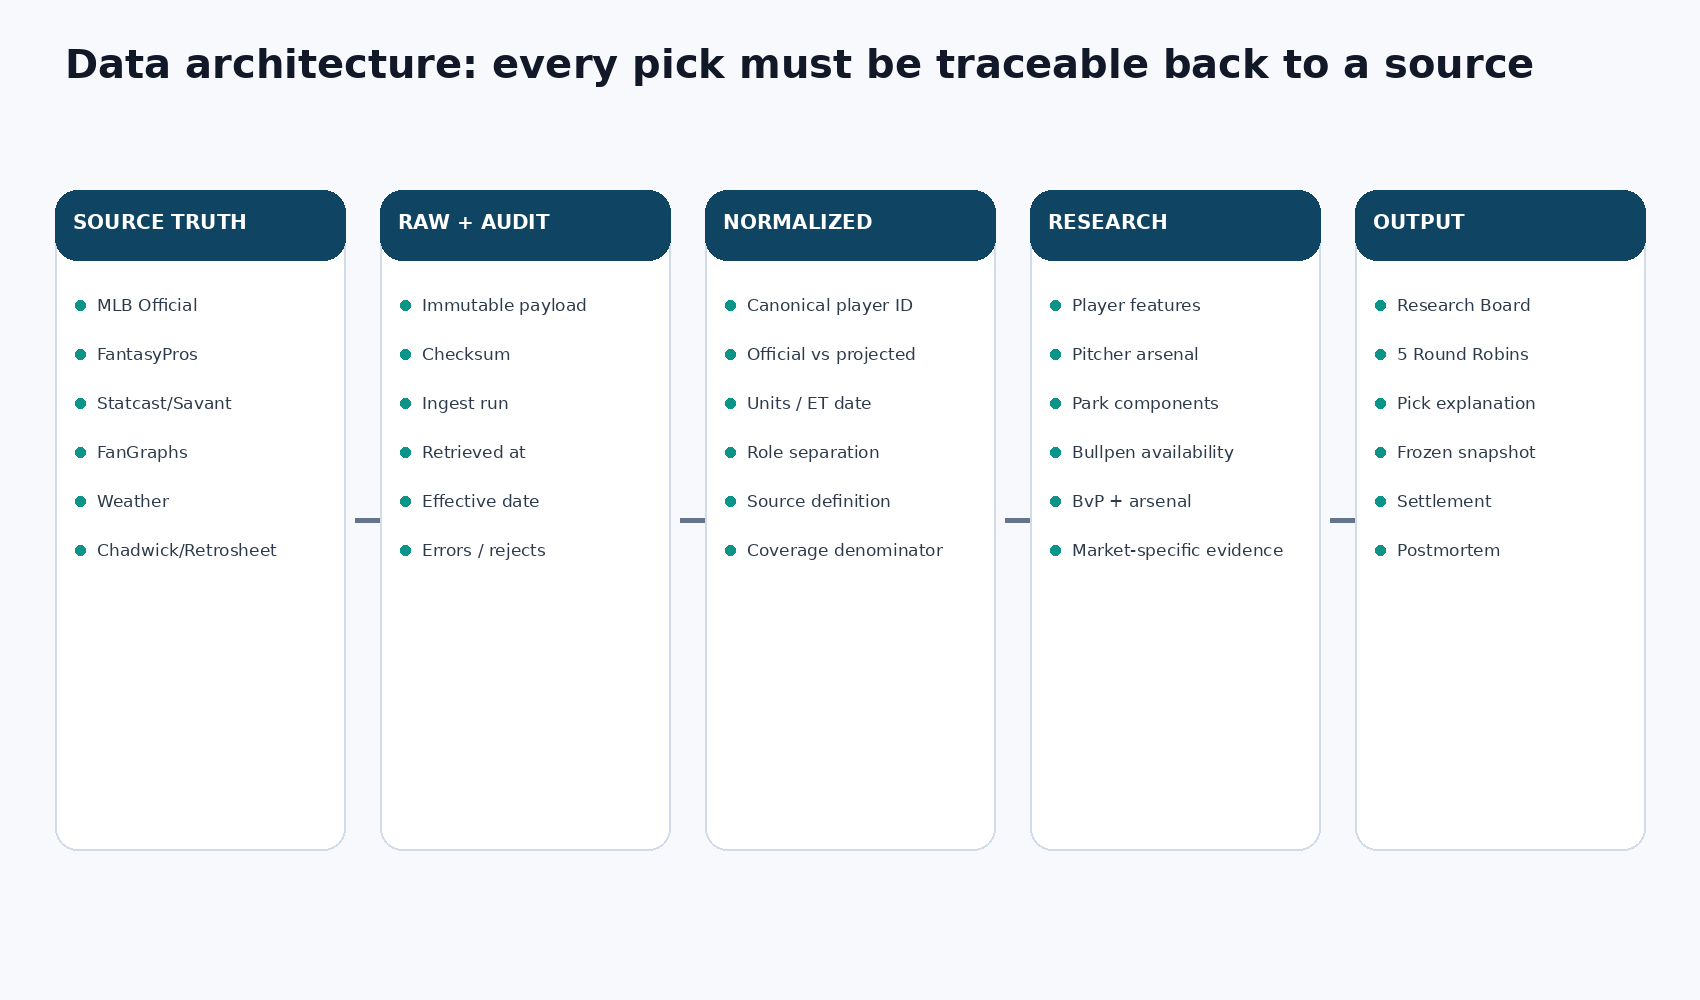 Data architecture: every pick must be traceable back to a source
SOURCE TRUTH
MLB Official
FantasyPros
Statcast/Savant
FanGraphs
Weather
Chadwick/Retrosheet
RAW + AUDIT
Immutable payload
Checksum
Ingest run
Retrieved at
Effective date
Errors / rejects
NORMALIZED
Canonical player ID
Official vs projected
Units / ET date
Role separation
Source definition
Coverage denominator
RESEARCH
Player features
Pitcher arsenal
Park components
Bullpen availability
BvP + arsenal
Market-specific evidence
OUTPUT
Research Board
5 Round Robins
Pick explanation
Frozen snapshot
Settlement
Postmortem